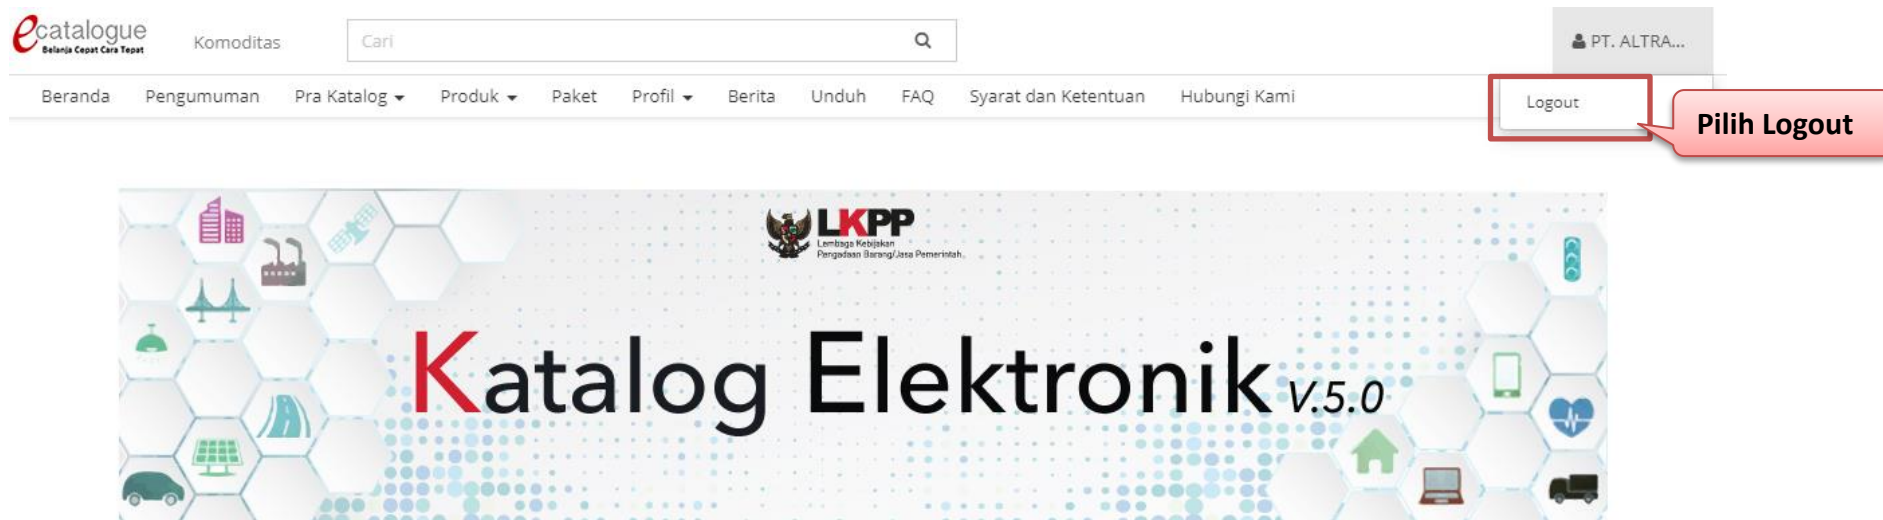 ecatalogue
Belanja Cepat Cara Tepat
Komoditas
Cari
PT. ALTRA...
Beranda Pengumuman Pra Katalog Produk Paket Profil Berita Unduh FAQ Syarat dan Ketentuan Hubungi Kami
Logout
Pilih Logout
LKPP
Lembaga Kebijakan
Pengadaan Barang/Jasa Pemerintah
Katalog Elektronik V.5.0